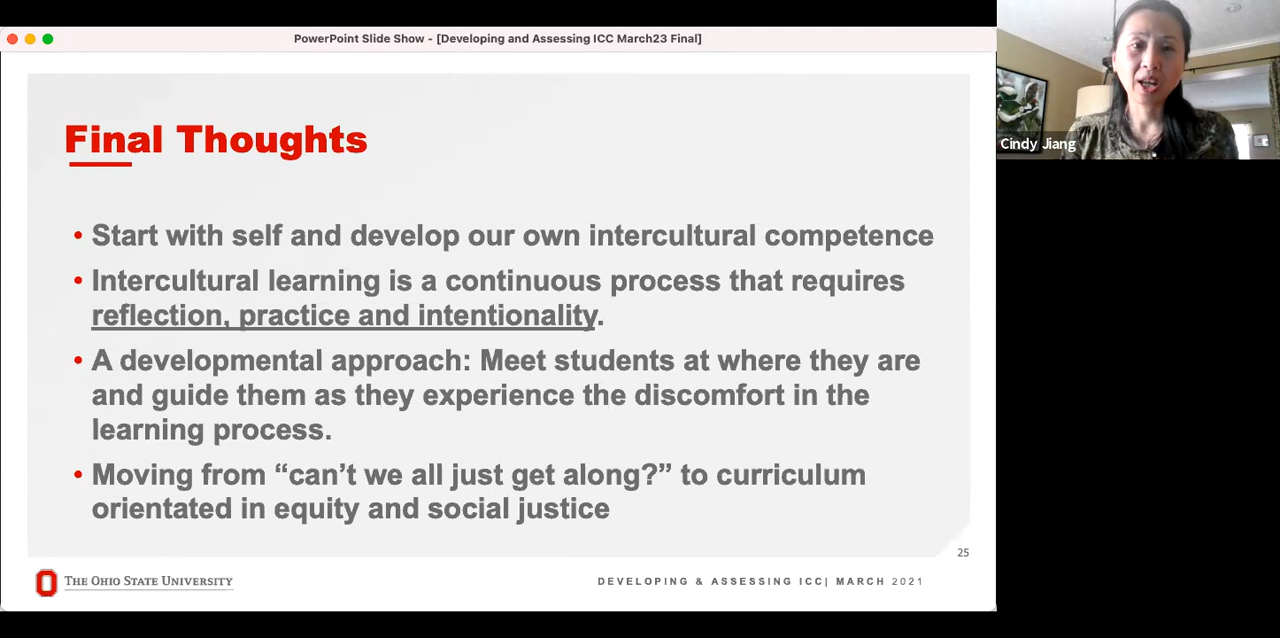 PowerPoint Slide Show - [Developing and Assessing ICC March23 Final]
Cindy Jiang
Final Thoughts
• Start with self and develop our own intercultural competence
• Intercultural learning is a continuous process that requires
reflection, practice and intentionality.
• A developmental approach: Meet students at where they are
and guide them as they experience the discomfort in the
learning process.
• Moving from “can’t we all just get along?” to curriculum
orientated in equity and social justice
25
THE OHIO STATE UNIVERSITY
DEVELOPING & ASSESSING ICC| MARCH 2021